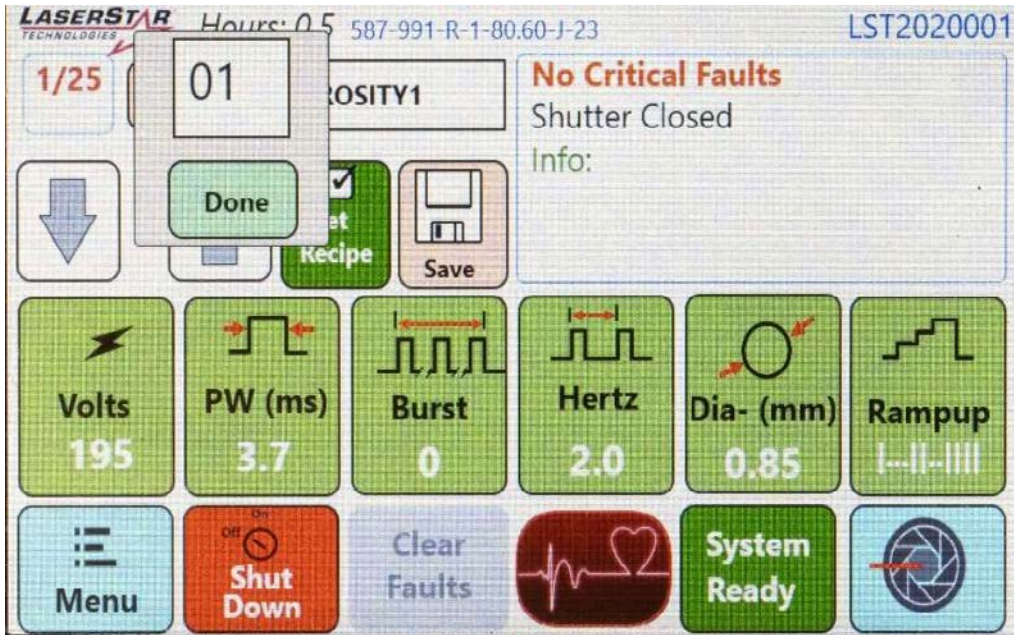 LASERSTAR
TECHNOLOGIES
Hours: 0.5
587-991-R-1-80.60-J-23
LST2020001
1/25
01
ROSITY1
No Critical Faults
Shutter Closed
Info:
Done
et
Recipe
Save
Volts
195
PW (ms)
3.7
Burst
0
Hertz
2.0
Dia- (mm)
0.85
Rampup
|---||--||||
Menu
On
Off
Shut
Down
Clear
Faults
System
Ready